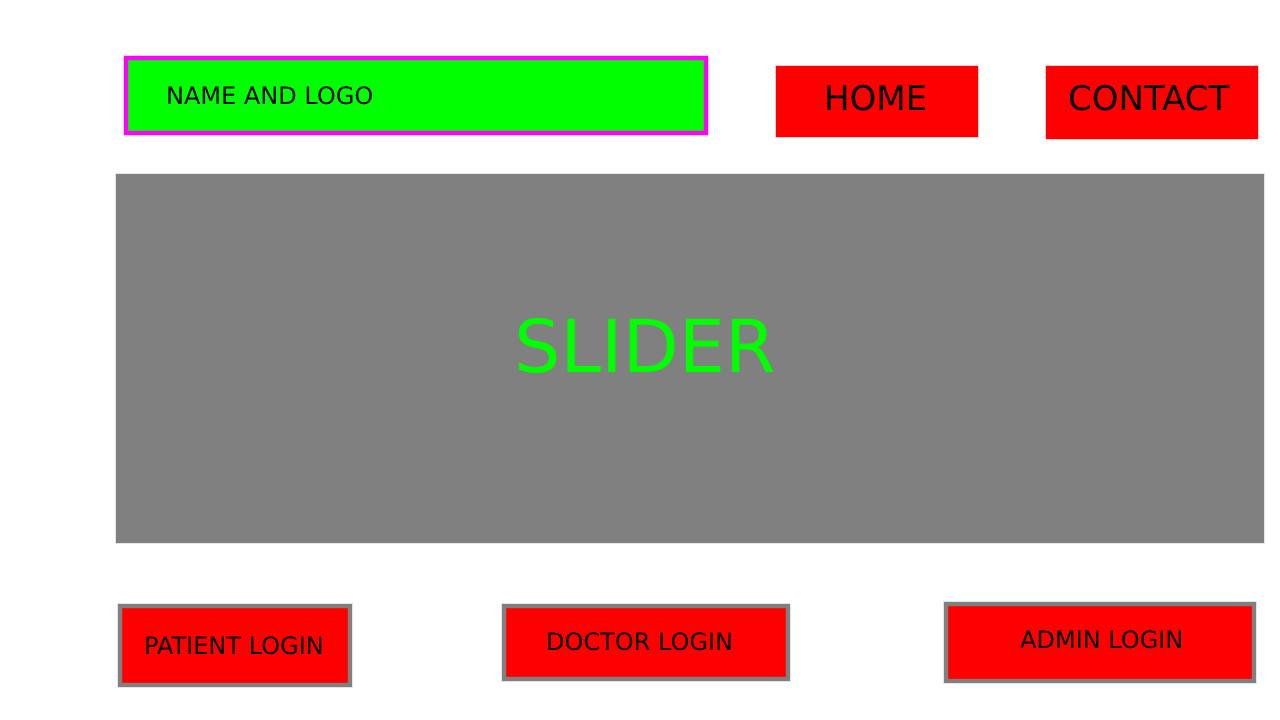 NAME AND LOGO
HOME
CONTACT
SLIDER
PATIENT LOGIN
DOCTOR LOGIN
ADMIN LOGIN